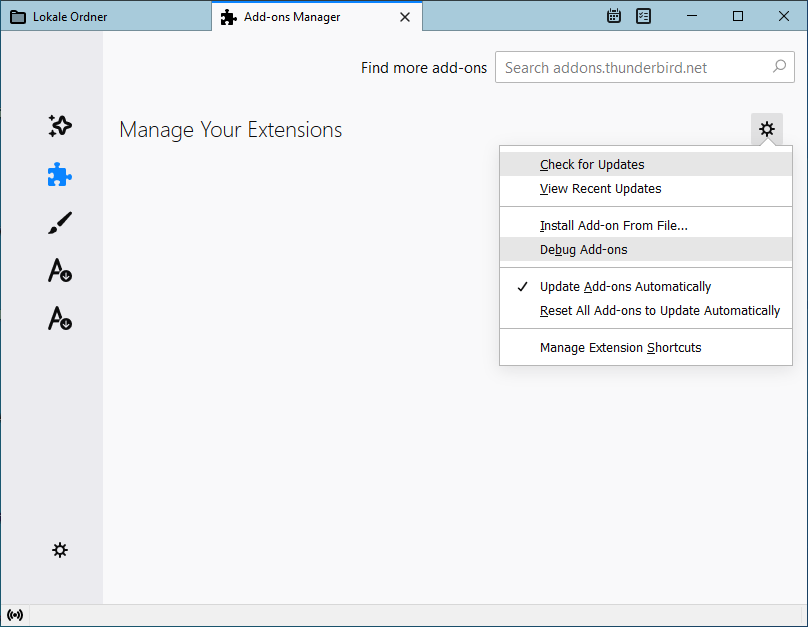 Lokale Ordner
Add-ons Manager
Find more add-ons
Search addons.thunderbird.net
Manage Your Extensions
Check for Updates
View Recent Updates
Install Add-on From File...
Debug Add-ons
Update Add-ons Automatically
Reset All Add-ons to Update Automatically
Manage Extension Shortcuts